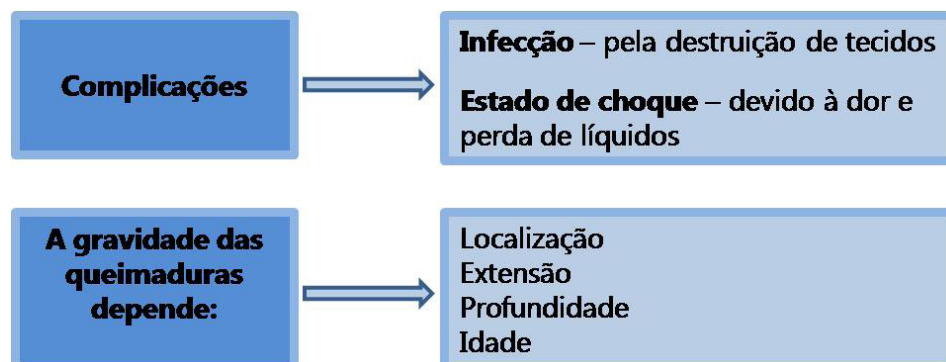 Complicações
Infecção – pela destruição de tecidos
Estado de choque – devido à dor e
perda de líquidos
A gravidade das
queimaduras
depende:
Localização
Extensão
Profundidade
Idade